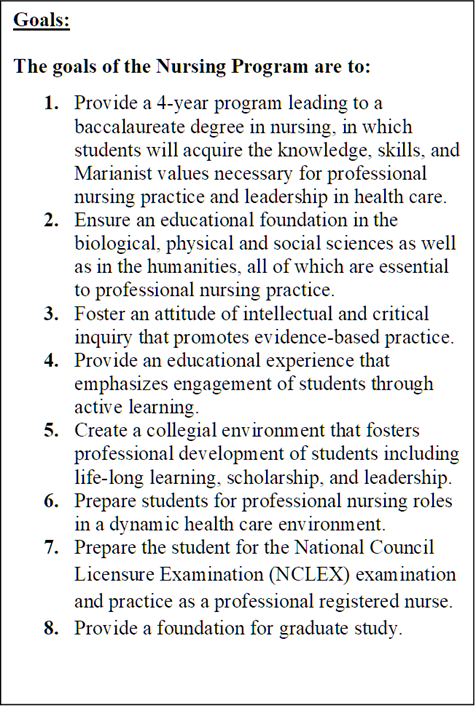 Goals:
The goals of the Nursing Program are to:
1. Provide a 4-year program leading to a
baccalaureate degree in nursing, in which
students will acquire the knowledge, skills, and
Marianist values necessary for professional
nursing practice and leadership in health care.
2. Ensure an educational foundation in the
biological, physical and social sciences as well
as in the humanities, all of which are essential
to professional nursing practice.
3. Foster an attitude of intellectual and critical
inquiry that promotes evidence-based practice.
4. Provide an educational experience that
emphasizes engagement of students through
active learning.
5. Create a collegial environment that fosters
professional development of students including
life-long learning, scholarship, and leadership.
6. Prepare students for professional nursing roles
in a dynamic health care environment.
7. Prepare the student for the National Council
Licensure Examination (NCLEX) examination
and practice as a professional registered nurse.
8. Provide a foundation for graduate study.